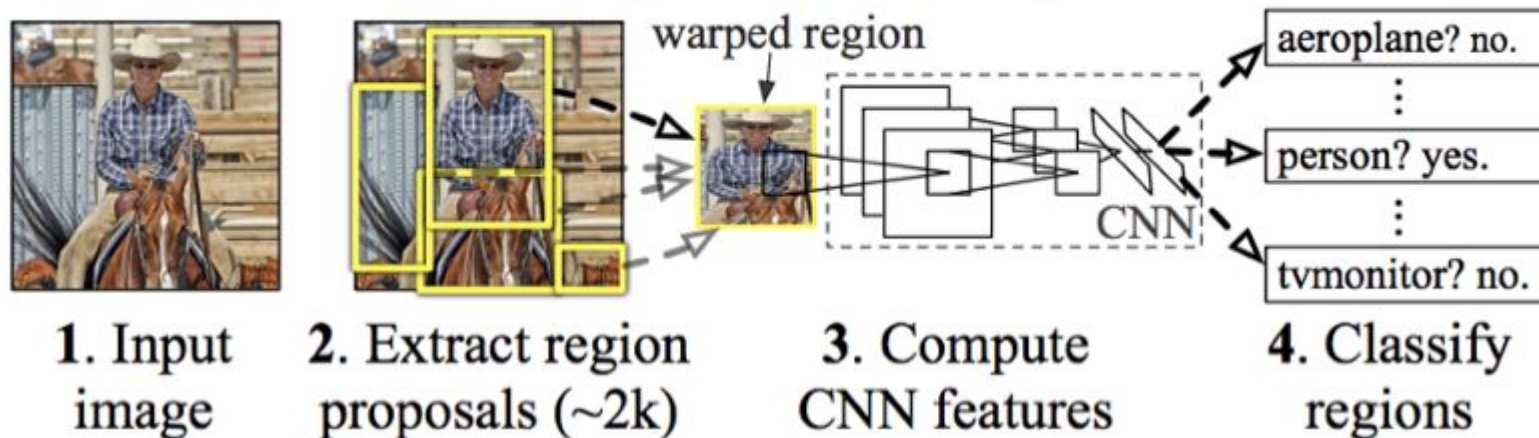 warped region
aeroplane? no.
⋮
person? yes.
⋮
tvmonitor? no.
CNN
1. Input
image
2. Extract region
proposals (~2k)
3. Compute
CNN features
4. Classify
regions